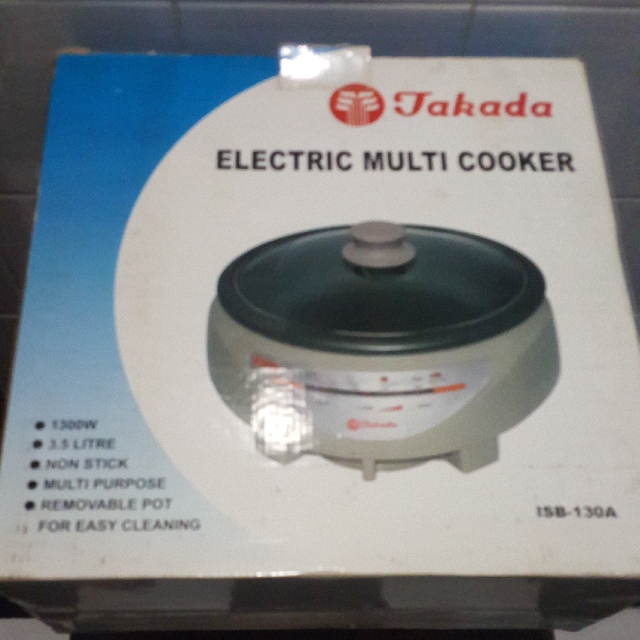 Takada
ELECTRIC MULTI COOKER
Takada
● 1300W
● 3.5 LITRE
● NON STICK
● MULTI PURPOSE
● REMOVABLE POT
FOR EASY CLEANING
ISB-130A